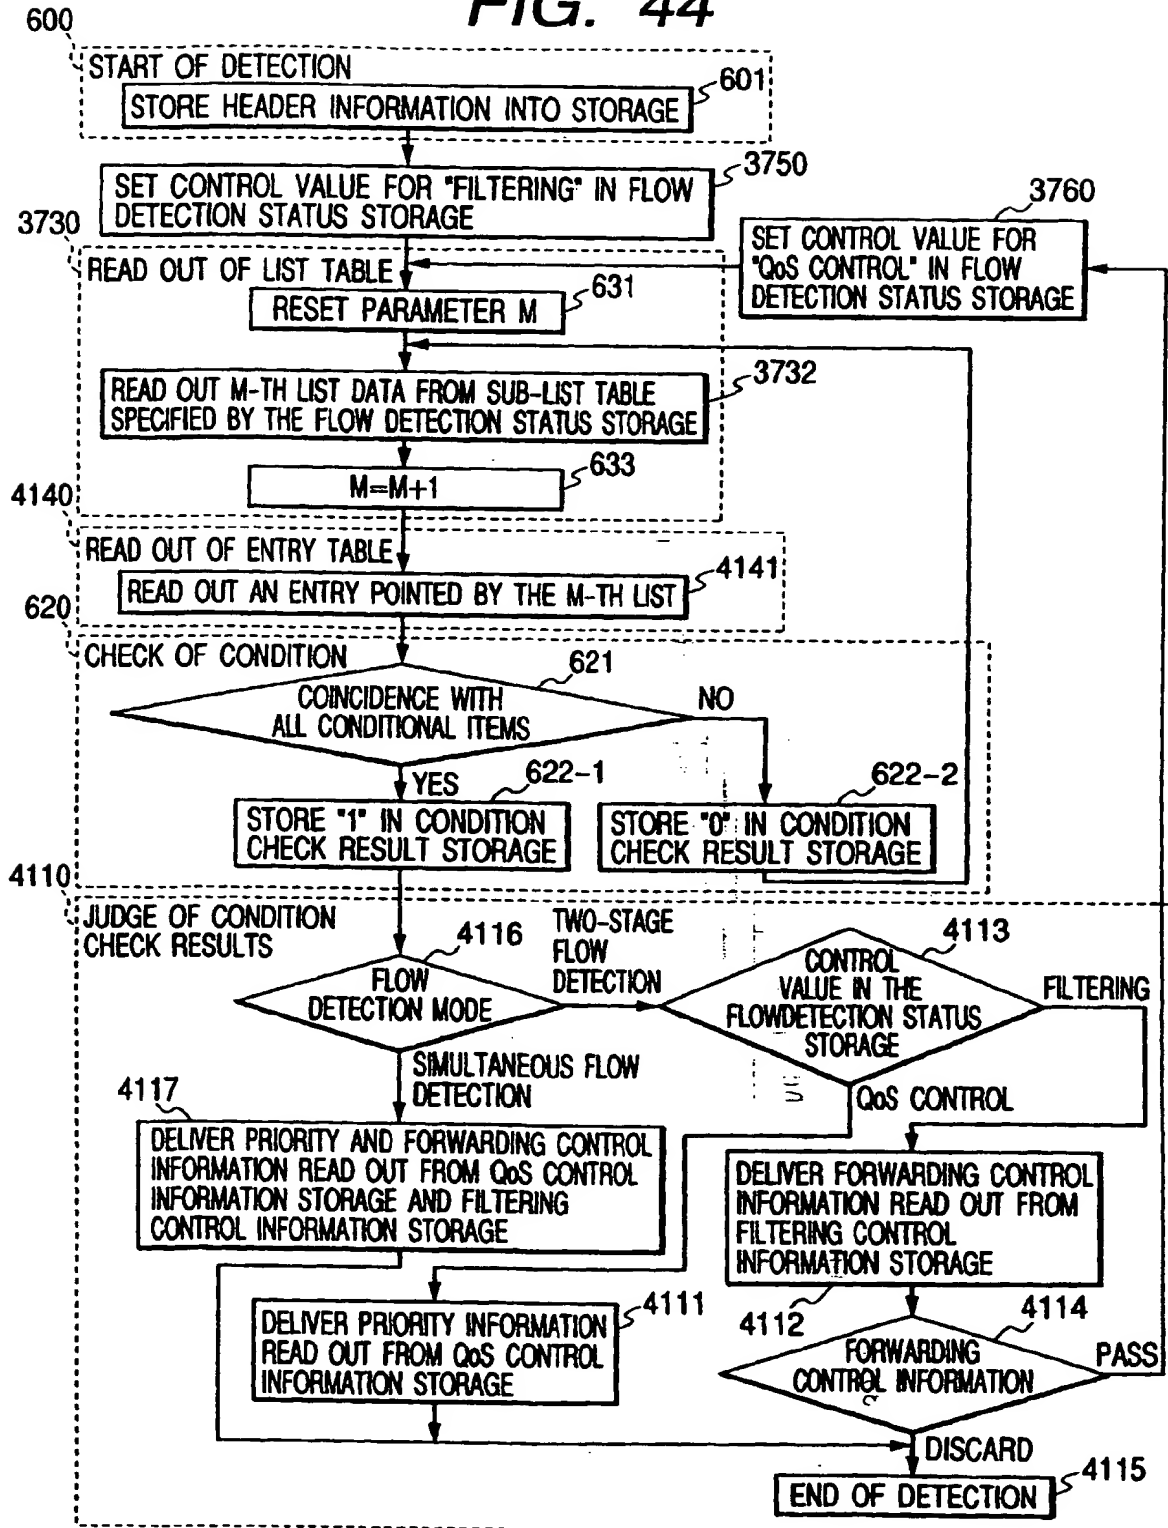 FIG. 44
600
START OF DETECTION
601
STORE HEADER INFORMATION INTO STORAGE
3750
SET CONTROL VALUE FOR "FILTERING" IN FLOW
DETECTION STATUS STORAGE
3760
SET CONTROL VALUE FOR
"QoS CONTROL" IN FLOW
DETECTION STATUS STORAGE
3730
READ OUT OF LIST TABLE
631
RESET PARAMETER M
3732
READ OUT M-TH LIST DATA FROM SUB-LIST TABLE
SPECIFIED BY THE FLOW DETECTION STATUS STORAGE
633
M=M+1
4140
READ OUT OF ENTRY TABLE
4141
READ OUT AN ENTRY POINTED BY THE M-TH LIST
620
CHECK OF CONDITION
621
COINCIDENCE WITH
ALL CONDITIONAL ITEMS
NO
YES
622-1
STORE "1" IN CONDITION
CHECK RESULT STORAGE
622-2
STORE "0" IN CONDITION
CHECK RESULT STORAGE
4110
JUDGE OF CONDITION
CHECK RESULTS
4116
FLOW
DETECTION MODE
TWO-STAGE
FLOW
DETECTION
4113
CONTROL
VALUE IN THE
FLOWDETECTION STATUS
STORAGE
FILTERING
SIMULTANEOUS FLOW
DETECTION
QoS CONTROL
4117
DELIVER PRIORITY AND FORWARDING CONTROL
INFORMATION READ OUT FROM QoS CONTROL
INFORMATION STORAGE AND FILTERING
CONTROL INFORMATION STORAGE
DELIVER FORWARDING CONTROL
INFORMATION READ OUT FROM
FILTERING CONTROL
INFORMATION STORAGE
4112
4111
DELIVER PRIORITY INFORMATION
READ OUT FROM QoS CONTROL
INFORMATION STORAGE
4114
FORWARDING
CONTROL INFORMATION
PASS
DISCARD
4115
END OF DETECTION